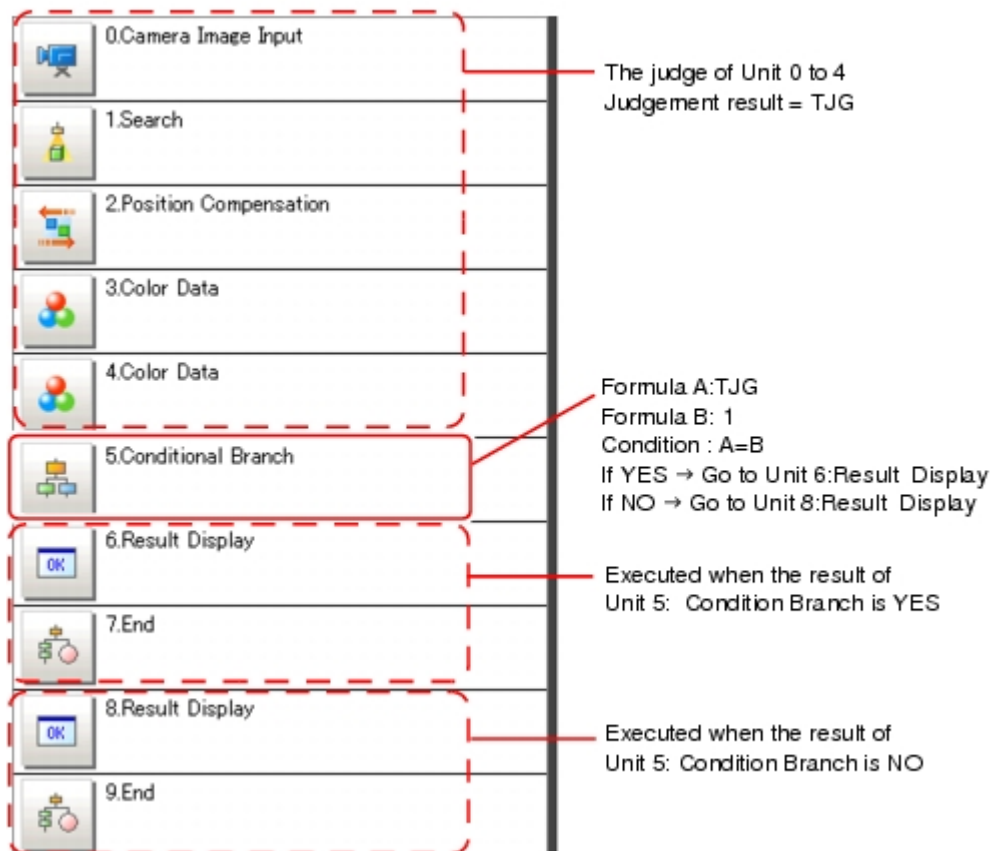 0.Camera Image Input
The judge of Unit 0 to 4
Judgement result = TJG
1.Search
2.Position Compensation
3.Color Data
4.Color Data
Formula A:TJG
Formula B: 1
Condition : A=B
If YES → Go to Unit 6:Result Display
If NO → Go to Unit 8:Result Display
5.Conditional Branch
6.Result Display
OK
Executed when the result of
Unit 5: Condition Branch is YES
7.End
8.Result Display
OK
Executed when the result of
Unit 5: Condition Branch is NO
9.End